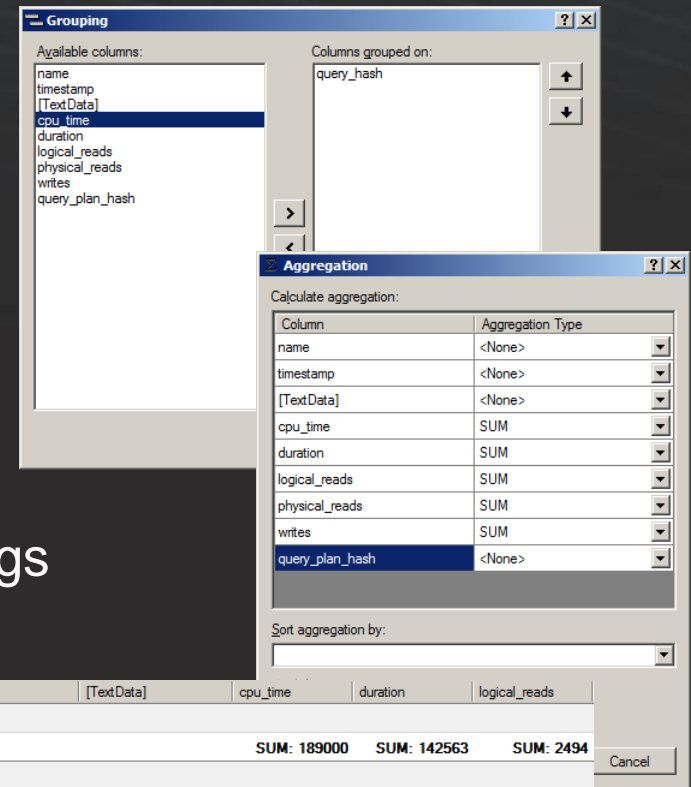 Grouping
Available columns:
name
timestamp
[TextData]
cpu_time
duration
logical_reads
physical_reads
writes
query_plan_hash
Columns grouped on:
query_hash
>
<
Σ Aggregation
Calculate aggregation:
Column Aggregation Type
name <None>
timestamp <None>
[TextData] <None>
cpu_time SUM
duration SUM
logical_reads SUM
physical_reads SUM
writes SUM
query_plan_hash <None>
Sort aggregation by:
gs
[TextData] cpu_time duration logical_reads
SUM: 189000 SUM: 142563 SUM: 2494
Cancel